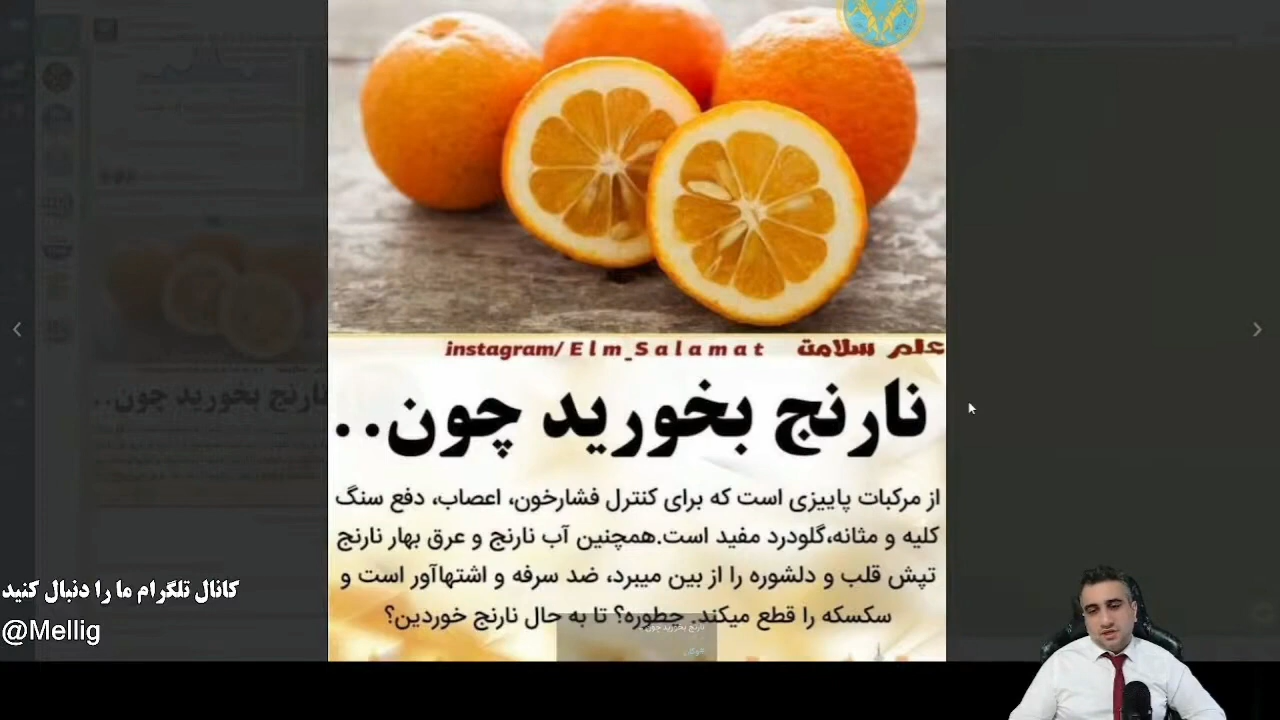 instagram/ Elm_Salamat علم سلامت
نارنج بخورید چون..
از مرکبات پاییزی است که برای کنترل فشارخون، اعصاب، دفع سنگ
کلیه و مثانه،گلودرد مفید است.همچنین آب نارنج و عرق بهار نارنج
تپش قلب و دلشوره را از بین میبرد، ضد سرفه و اشتهاآور است و
سکسکه را قطع میکند. چطوره؟ تا به حال نارنج خوردین؟
نارنج بخورید چون..
کانال تلگرام ما را دنبال کنید
@Mellig